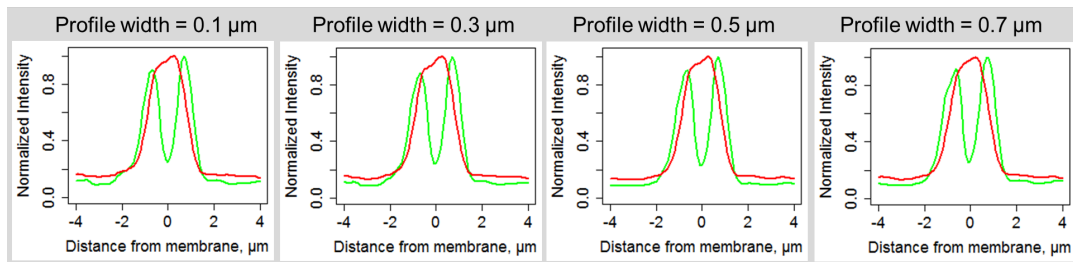 Profile width = 0.1 µm
Profile width = 0.3 µm
Profile width = 0.5 µm
Profile width = 0.7 µm
Normalized Intensity
0.0 0.4 0.8
-4 -2 0 2 4
Distance from membrane, µm
Normalized Intensity
0.0 0.4 0.8
-4 -2 0 2 4
Distance from membrane, µm
Normalized Intensity
0.0 0.4 0.8
-4 -2 0 2 4
Distance from membrane, µm
Normalized Intensity
0.0 0.4 0.8
-4 -2 0 2 4
Distance from membrane, µm